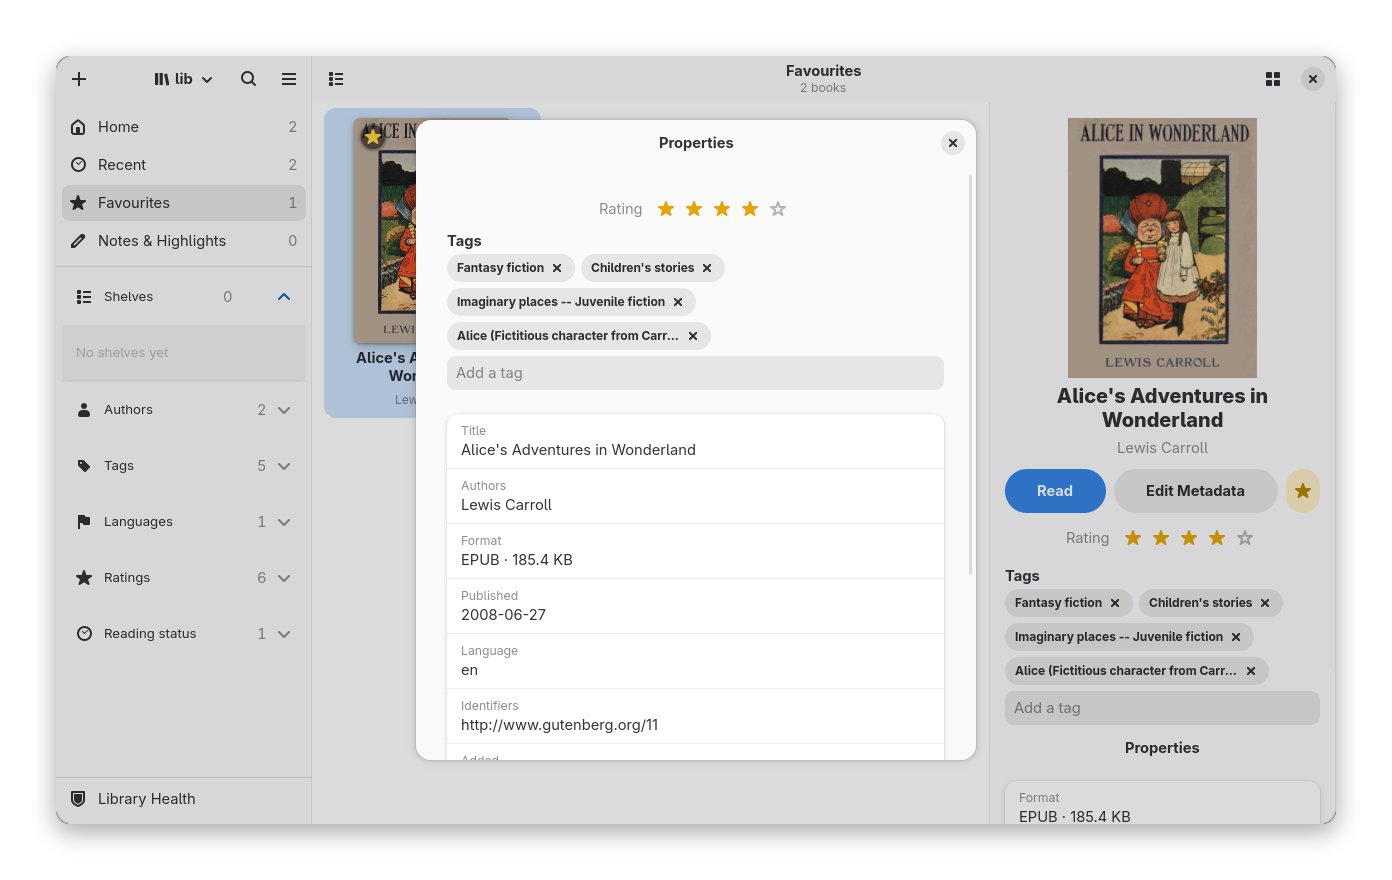 lib
Favourites
2 books
Home 2
Recent 2
Favourites 1
Notes & Highlights 0
Shelves 0
No shelves yet
Authors 2
Tags 5
Languages 1
Ratings 6
Reading status 1
Library Health
ALICE IN
LEWI
Alice's A
Wor
Lew
Properties
Rating
Tags
Fantasy fiction
Children's stories
Imaginary places -- Juvenile fiction
Alice (Fictitious character from Carr...
Add a tag
Title
Alice's Adventures in Wonderland
Authors
Lewis Carroll
Format
EPUB · 185.4 KB
Published
2008-06-27
Language
en
Identifiers
http://www.gutenberg.org/11
Added
ALICE IN WONDERLAND
LEWIS CARROLL
Alice's Adventures in
Wonderland
Lewis Carroll
Read
Edit Metadata
Rating
Tags
Fantasy fiction
Children's stories
Imaginary places -- Juvenile fiction
Alice (Fictitious character from Carr...
Add a tag
Properties
Format
EPUB · 185.4 KB